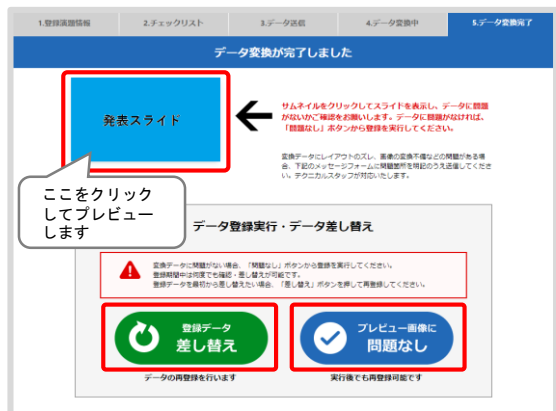 1.登録演題情報
2.チェックリスト
3.データ送信
4.データ変換中
5.データ変換完了
データ変換が完了しました
発表スライド
サムネイルをクリックしてスライドを表示し、データに問題
がないかご確認をお願いします。データに問題がなければ、
「問題なし」ボタンから登録を実行してください。
変換データにレイアウトのズレ、画像の変換不備などの問題がある場
合、下記のメッセージフォームに問題箇所を明記のうえ送信してくださ
い。テクニカルスタッフが対応いたします。
ここをクリック
してプレビュー
します
データ登録実行・データ差し替え
変換データに問題がない場合、「問題なし」ボタンから登録を実行してください。
登録期間中は何度でも確認・差し替えが可能です。
登録データを最初から差し替えたい場合、「差し替え」ボタンを押して再登録してください。
登録データ
差し替え
プレビュー画像に
問題なし
データの再登録を行います
実行後でも再登録可能です